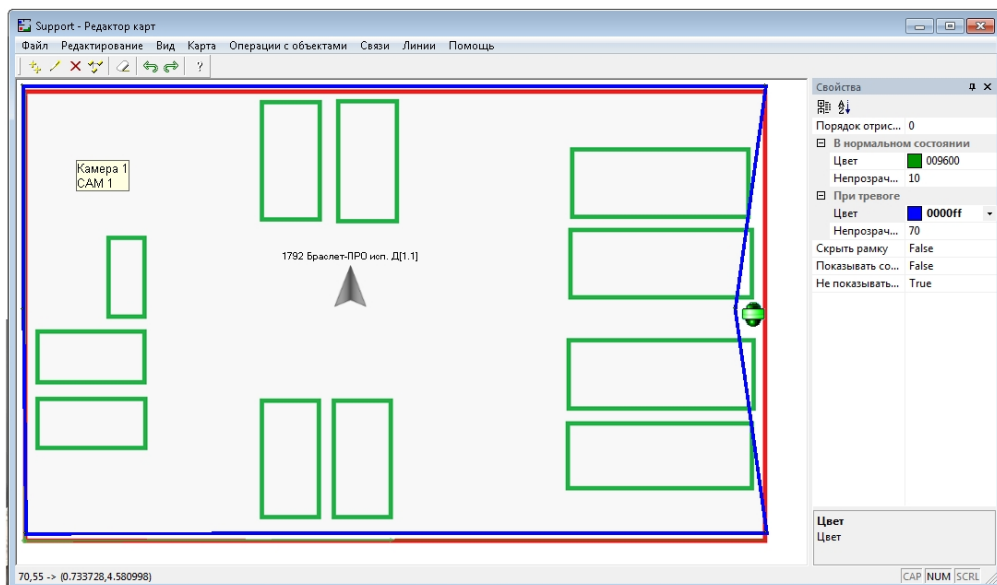 Support - Редактор карт
Файл Редактирование Вид Карта Операции с объектами Связи Линии Помощь
?
Камера 1
CAM 1
1792 Браслет-ПРО исп. Д[1.1]
Свойства
Порядок отрис... 0
В нормальном состоянии
Цвет 009600
Непрозрач... 10
При тревоге
Цвет 0000ff
Непрозрач... 70
Скрыть рамку False
Показывать со... False
Не показывать... True
Цвет
Цвет
70,55 -> (0.733728,4.580998)
CAP NUM SCRL